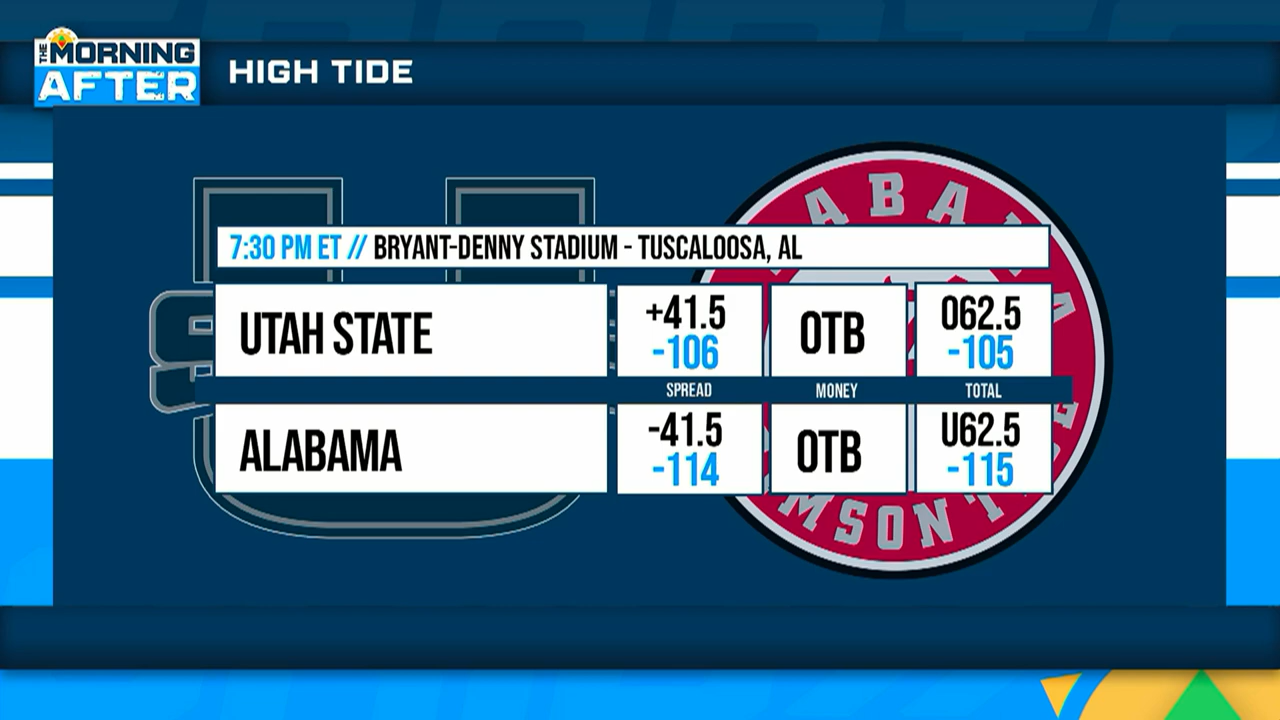 THE
MORNING
AFTER
HIGH TIDE
ABABA
7:30 PM ET // BRYANT-DENNY STADIUM - TUSCALOOSA, AL
UTAH STATE
+41.5
-106
OTB
O62.5
-105
SPREAD
MONEY
TOTAL
ALABAMA
-41.5
-114
OTB
U62.5
-115